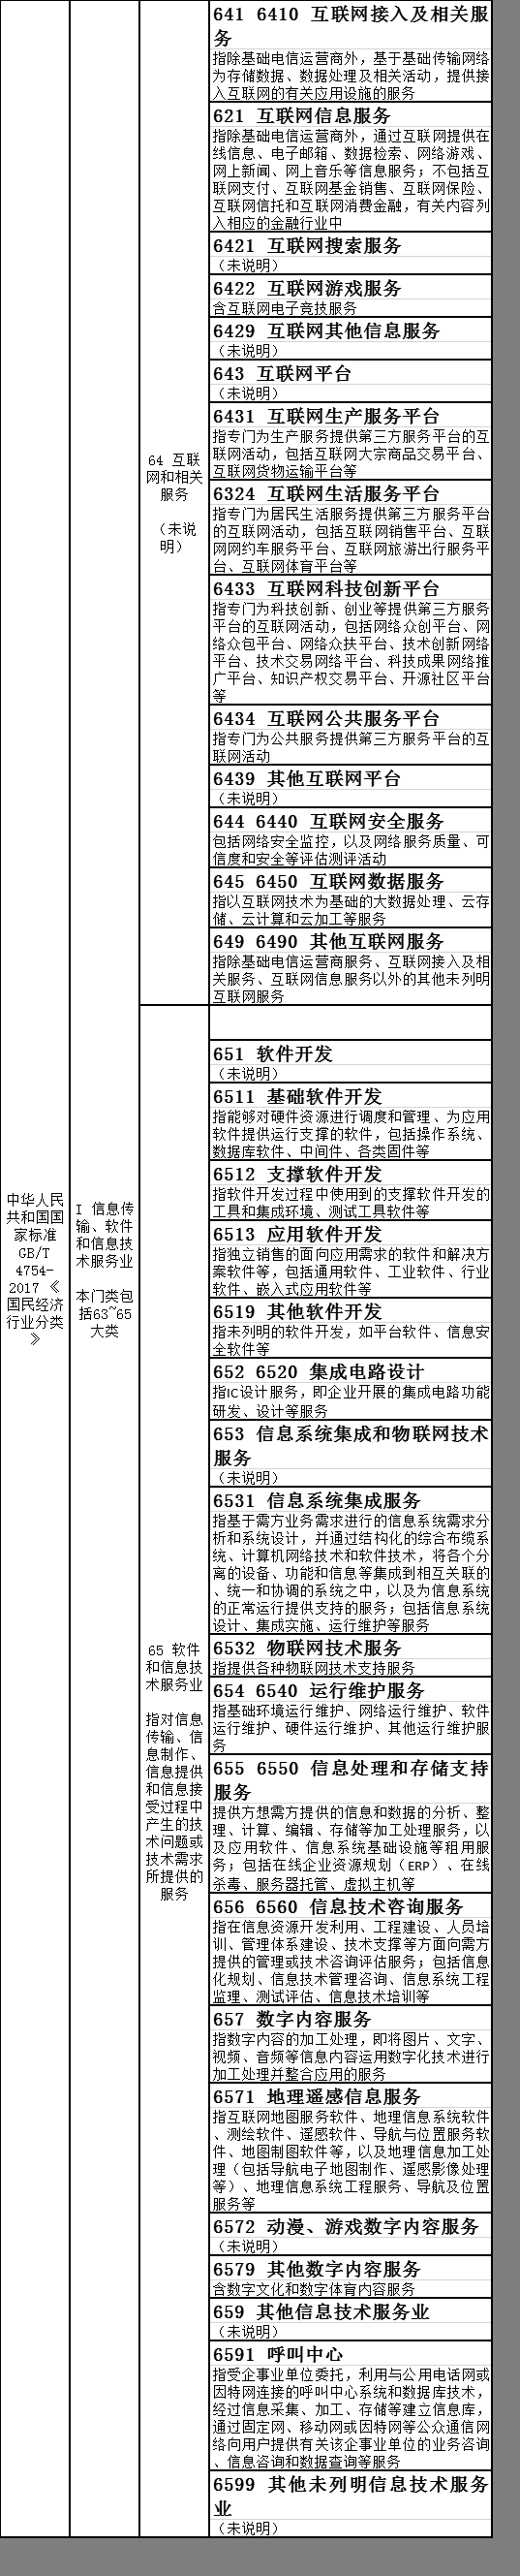 中华人民
共和国国
家标准
GB/T
4754-
2017《
国民经济
行业分类
》
I 信息传
输、软件
和信息技
术服务业
本门类包
括63~65
大类
64 互联
网和相关
服务
（未说
明）
641 6410 互联网接入及相关服
务
指除基础电信运营商外，基于基础传输网络
为存储数据、数据处理及相关活动，提供接
入互联网的有关应用设施的服务
621 互联网信息服务
指除基础电信运营商外，通过互联网提供在
线信息、电子邮箱、数据检索、网络游戏、
网上新闻、网上音乐等信息服务；不包括互
联网支付、互联网基金销售、互联网保险、
互联网信托和互联网消费金融，有关内容列
入相应的金融行业中
6421 互联网搜索服务
（未说明）
6422 互联网游戏服务
含互联网电子竞技服务
6429 互联网其他信息服务
（未说明）
643 互联网平台
（未说明）
6431 互联网生产服务平台
指专门为生产服务提供第三方服务平台的互
联网活动，包括互联网大宗商品交易平台、
互联网货物运输平台等
6324 互联网生活服务平台
指专门为居民生活服务提供第三方服务平台
的互联网活动，包括互联网销售平台、互联
网网约车服务平台、互联网旅游出行服务平
台、互联网体育平台等
6433 互联网科技创新平台
指专门为科技创新、创业等提供第三方服务
平台的互联网活动，包括网络众创平台、网
络众包平台、网络众扶平台、技术创新网络
平台、技术交易网络平台、科技成果网络推
广平台、知识产权交易平台、开源社区平台
等
6434 互联网公共服务平台
指专门为公共服务提供第三方服务平台的互
联网活动
6439 其他互联网平台
（未说明）
644 6440 互联网安全服务
包括网络安全监控，以及网络服务质量、可
信度和安全等评估测评活动
645 6450 互联网数据服务
指以互联网技术为基础的大数据处理、云存
储、云计算和云加工等服务
649 6490 其他互联网服务
指除基础电信运营商服务、互联网接入及相
关服务、互联网信息服务以外的其他未列明
互联网服务
65 软件
和信息技
术服务业
指对信息
传输、信
息制作、
信息提供
和信息接
受过程中
产生的技
术问题或
技术需求
所提供的
服务
651 软件开发
（未说明）
6511 基础软件开发
指能够对硬件资源进行调度和管理、为应用
软件提供运行支撑的软件，包括操作系统、
数据库软件、中间件、各类固件等
6512 支撑软件开发
指软件开发过程中使用到的支撑软件开发的
工具和集成环境、测试工具软件等
6513 应用软件开发
指独立销售的面向应用需求的软件和解决方
案软件等，包括通用软件、工业软件、行业
软件、嵌入式应用软件等
6519 其他软件开发
指未列明的软件开发，如平台软件、信息安
全软件等
652 6520 集成电路设计
指IC设计服务，即企业开展的集成电路功能
研发、设计等服务
653 信息系统集成和物联网技术
服务
（未说明）
6531 信息系统集成服务
指基于需方业务需求进行的信息系统需求分
析和系统设计，并通过结构化的综合布缆系
统、计算机网络技术和软件技术，将各个分
离的设备、功能和信息等集成到相互关联的
、统一和协调的系统之中，以及为信息系统
的正常运行提供支持的服务；包括信息系统
设计、集成实施、运行维护等服务
6532 物联网技术服务
指提供各种物联网技术支持服务
654 6540 运行维护服务
指基础环境运行维护、网络运行维护、软件
运行维护、硬件运行维护、其他运行维护服
务
655 6550 信息处理和存储支持
服务
提供方想需方提供的信息和数据的分析、整
理、计算、编辑、存储等加工处理服务，以
及应用软件、信息系统基础设施等租用服
务；包括在线企业资源规划（ERP）、在线
杀毒、服务器托管、虚拟主机等
656 6560 信息技术咨询服务
指在信息资源开发利用、工程建设、人员培
训、管理体系建设、技术支撑等方面向需方
提供的管理或技术咨询评估服务；包括信息
化规划、信息技术管理咨询、信息系统工程
监理、测试评估、信息技术培训等
657 数字内容服务
指数字内容的加工处理，即将图片、文字、
视频、音频等信息内容运用数字化技术进行
加工处理并整合应用的服务
6571 地理遥感信息服务
指互联网地图服务软件、地理信息系统软件
、测绘软件、遥感软件、导航与位置服务软
件、地图制图软件等，以及地理信息加工处
理（包括导航电子地图制作、遥感影像处理
等）、地理信息系统工程服务、导航及位置
服务等
6572 动漫、游戏数字内容服务
（未说明）
6579 其他数字内容服务
含数字文化和数字体育内容服务
659 其他信息技术服务业
（未说明）
6591 呼叫中心
指受企事业单位委托，利用与公用电话网或
因特网连接的呼叫中心系统和数据库技术，
经过信息采集、加工、存储等建立信息库，
通过固定网、移动网或因特网等公众通信网
络向用户提供有关该企事业单位的业务咨询
、信息咨询和数据查询等服务
6599 其他未列明信息技术服务
业
（未说明）